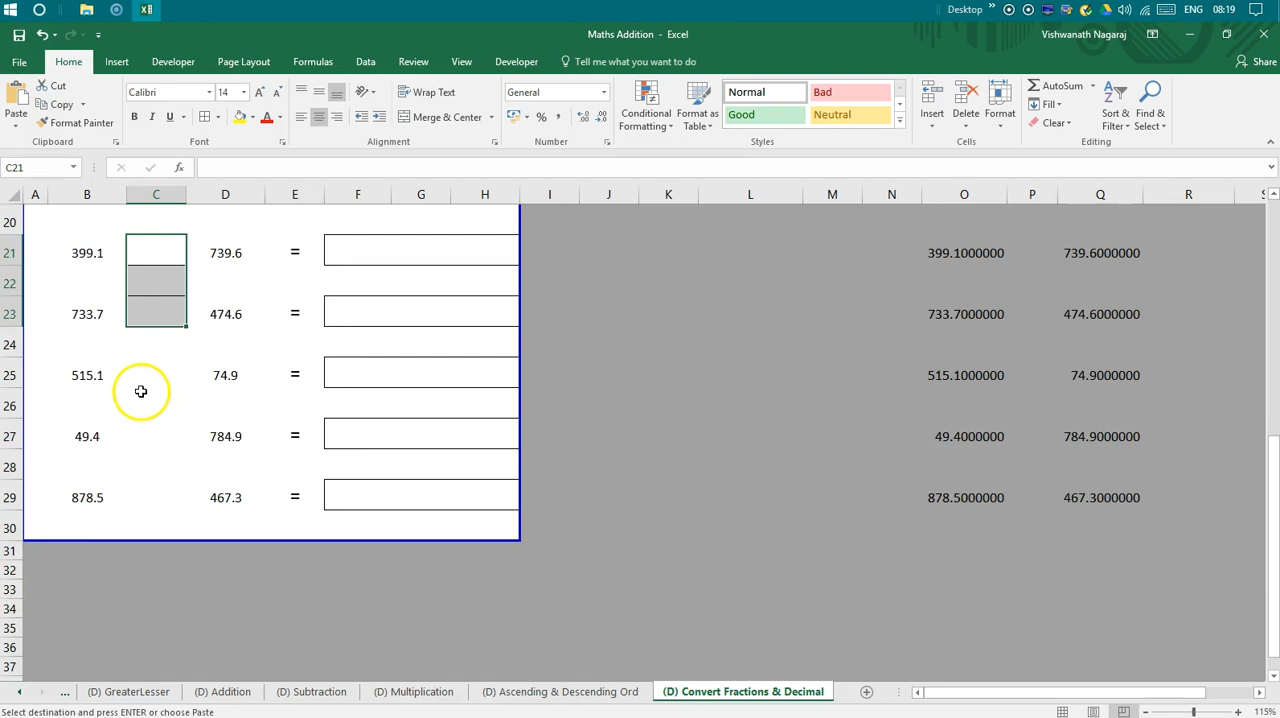 Desktop » ENG 08:19
Maths Addition - Excel Vishwanath Nagaraj
File Home Insert Developer Page Layout Formulas Data Review View Developer Tell me what you want to do Share
Cut Calibri 14 A A Wrap Text General Normal Bad AutoSum
Copy Fill
Paste Format Painter B I U A Merge & Center % , Conditional Formatting Format as Table Good Neutral Insert Delete Format Clear Sort & Filter Find & Select
Clipboard Font Alignment Number Styles Cells Editing
C21 fx
A B C D E F G H I J K L M N O P Q R S
20
21 399.1 739.6 = 399.1000000 739.6000000
22
23 733.7 474.6 = 733.7000000 474.6000000
24
25 515.1 74.9 = 515.1000000 74.9000000
26
27 49.4 784.9 = 49.4000000 784.9000000
28
29 878.5 467.3 = 878.5000000 467.3000000
30
31
32
33
34
35
36
37
... (D) GreaterLesser (D) Addition (D) Subtraction (D) Multiplication (D) Ascending & Descending Ord (D) Convert Fractions & Decimal
Select destination and press ENTER or choose Paste 115%